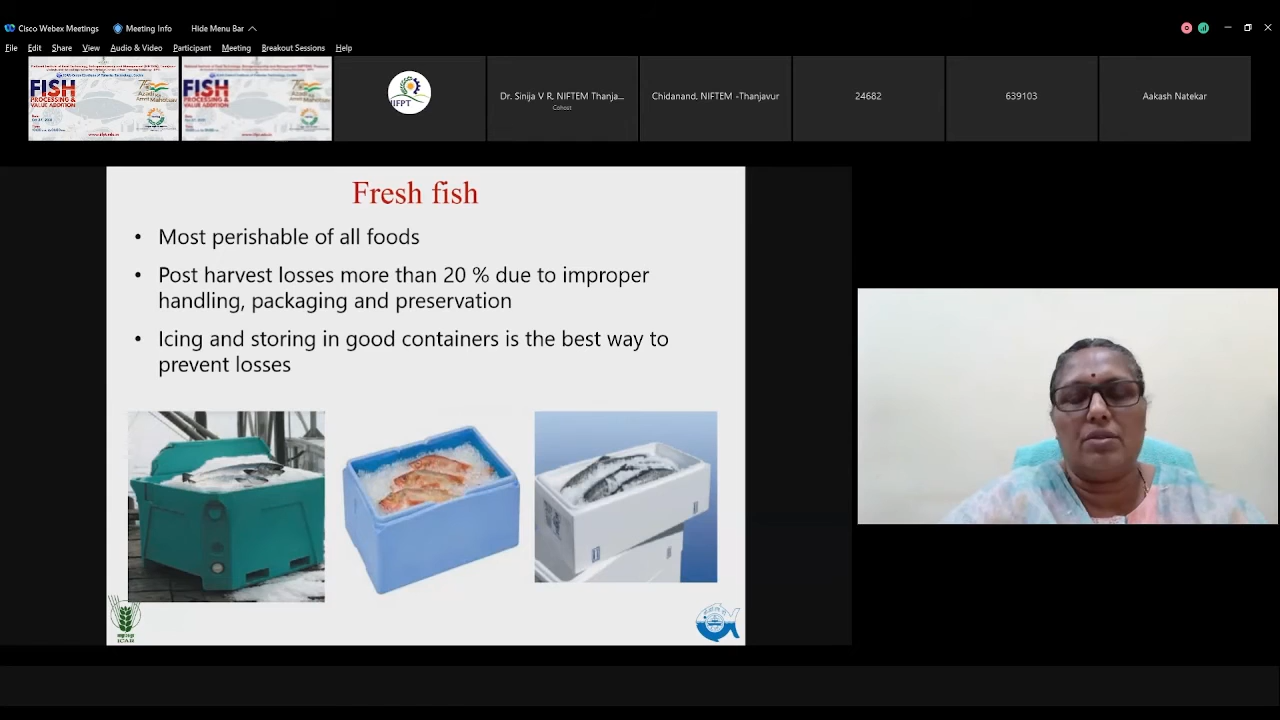 Cisco Webex Meetings
Meeting Info
Hide Menu Bar
File Edit Share View Audio & Video Participant Meeting Breakout Sessions Help
FISH
PROCESSING &
VALUE ADDITION
FISH
PROCESSING &
VALUE ADDITION
IIFPT
Dr. Sinija V R. NIFTEM Thanja...
Cohost
Chidanand. NIFTEM -Thanjavur
24682
639103
Aakash Natekar
Fresh fish
• Most perishable of all foods
• Post harvest losses more than 20 % due to improper
handling, packaging and preservation
• Icing and storing in good containers is the best way to
prevent losses
ICAR